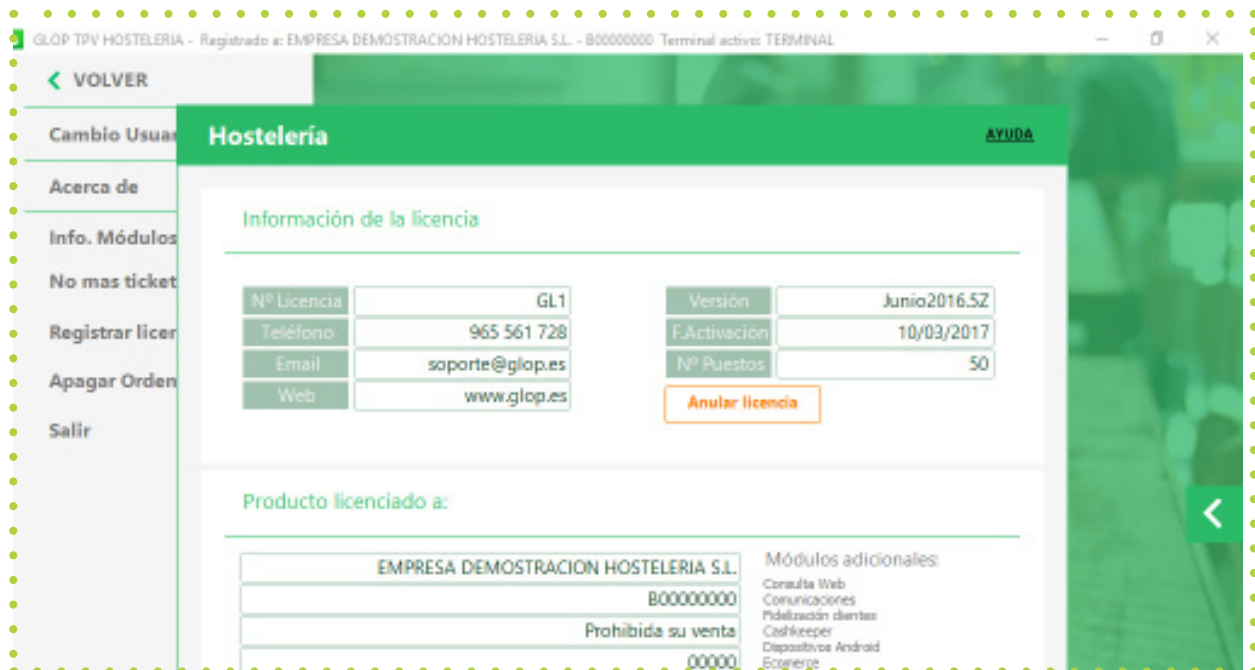 GLOP TPV HOSTELERIA - Registrado a: EMPRESA DEMOSTRACION HOSTELERIA S.L. - B00000000 Terminal activo: TERMINAL
VOLVER
Cambio Usuar
Acerca de
Info. Módulos
No mas ticket
Registrar licer
Apagar Orden
Salir
Hostelería
AYUDA
Información de la licencia
Nº Licencia GL1
Teléfono 965 561 728
Email soporte@glop.es
Web www.glop.es
Versión Junio2016.5Z
F.Activación 10/03/2017
Nº Puestos 50
Anular licencia
Producto licenciado a:
EMPRESA DEMOSTRACION HOSTELERIA S.L.
B00000000
Prohibida su venta
00000
Módulos adicionales:
Consulta Web
Comunicaciones
Fidelización clientes
Cashkeeper
Dispositivos Android
Ecomerce